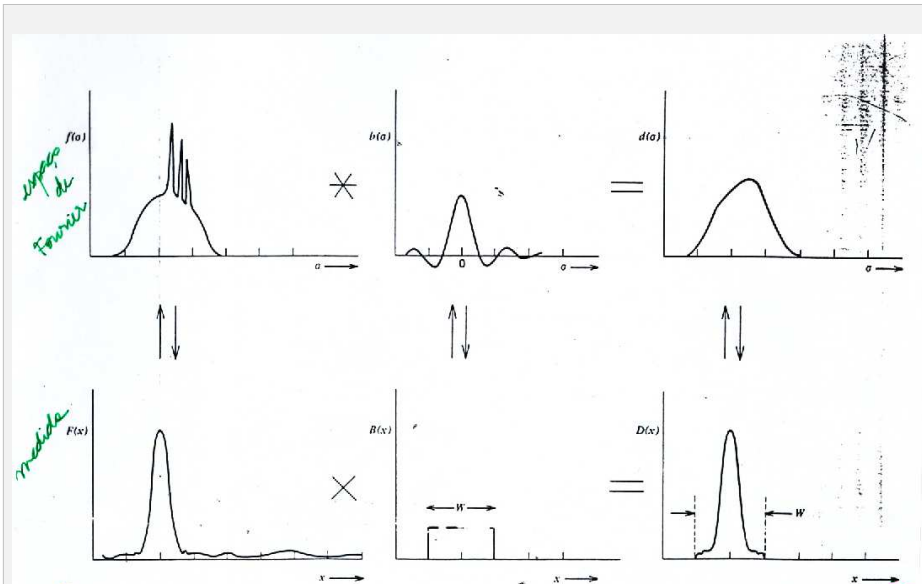 f(σ)
b(σ)
d(σ)
espaço
de
Fourier
0
σ
σ
σ
medida
F(x)
B(x)
D(x)
W
W
x
x
x